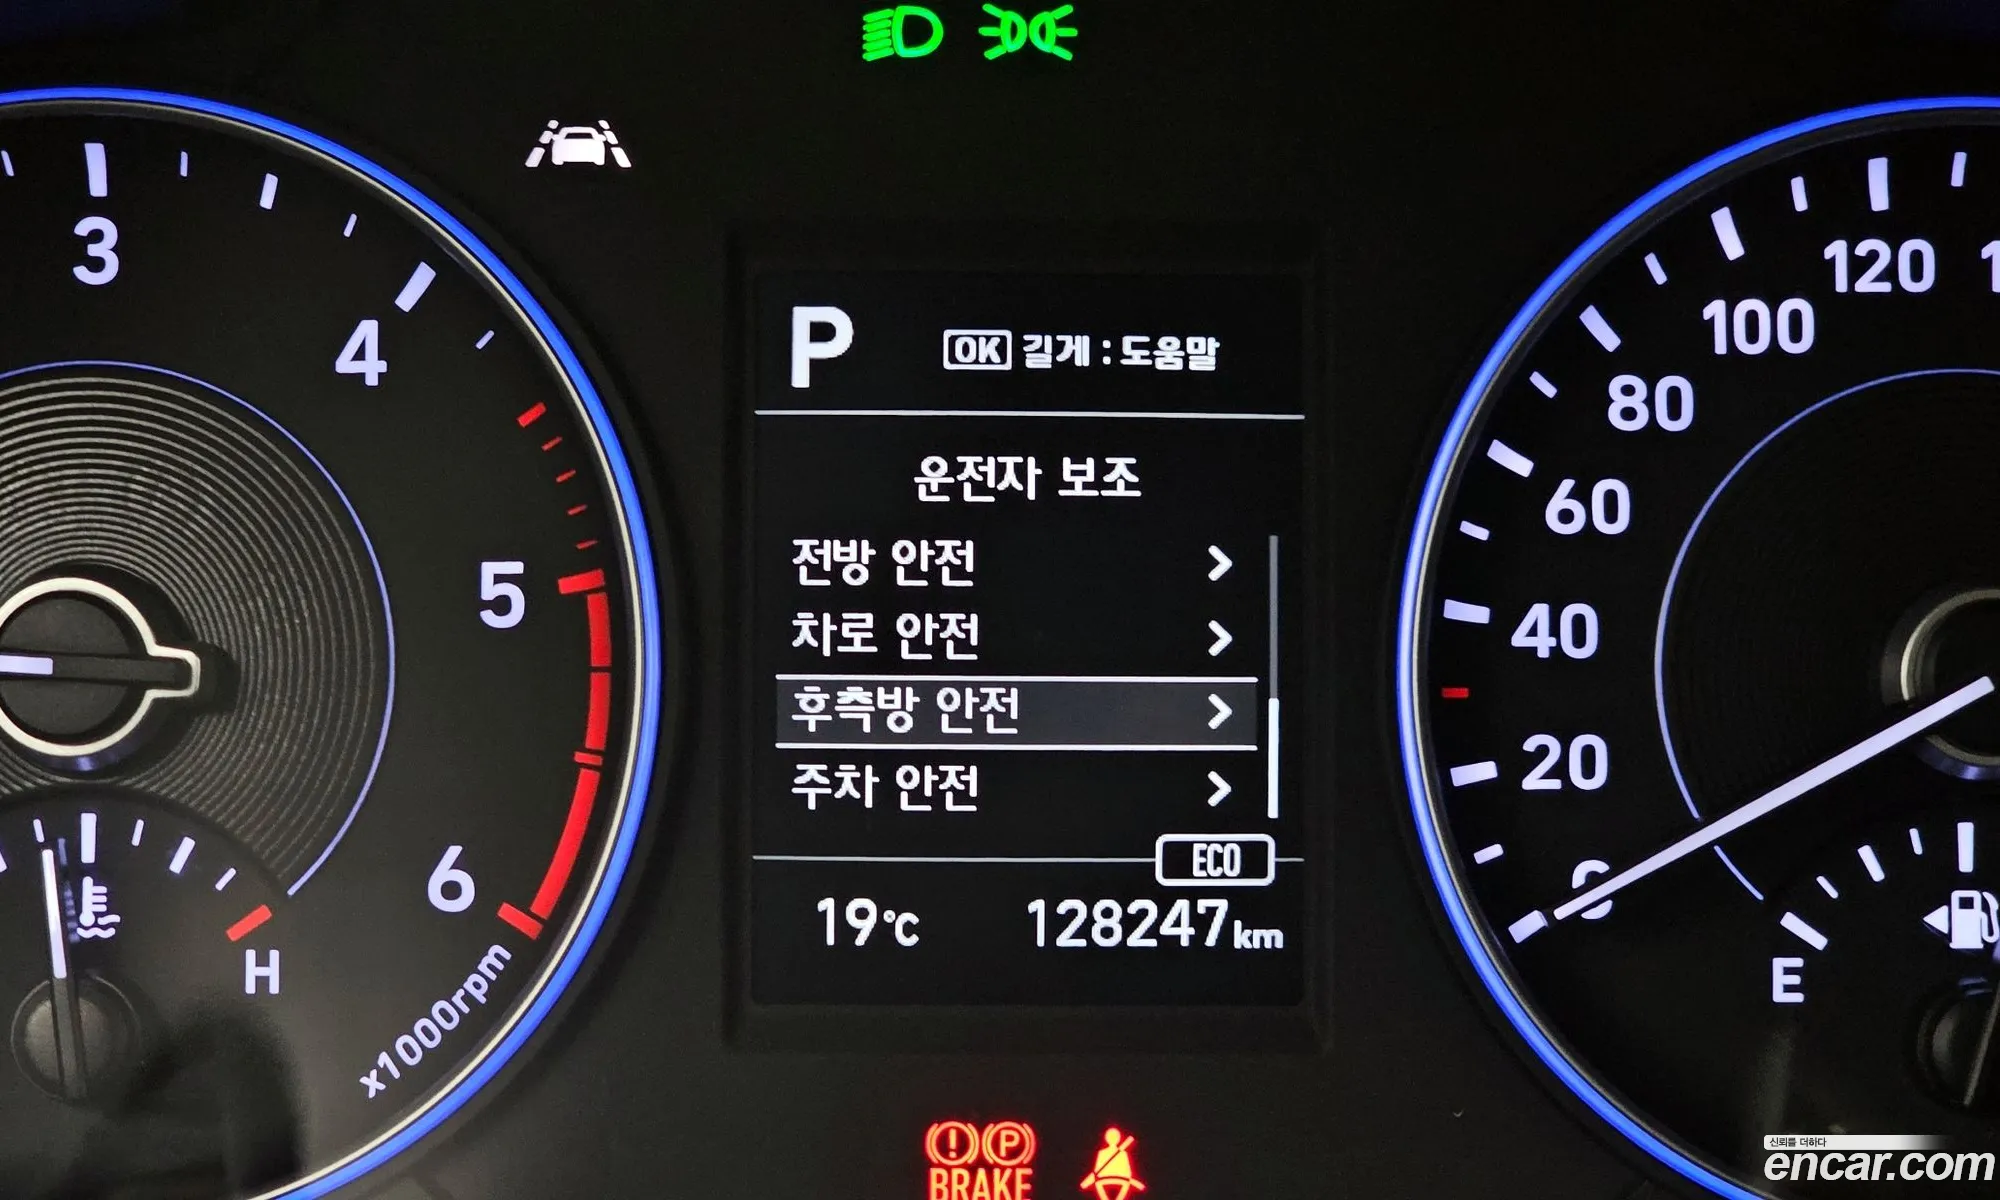 3
4
5
6
x1000rpm
H
P
OK 길게 : 도움말
운전자 보조
전방 안전
차로 안전
후측방 안전
주차 안전
ECO
19℃ 128247km
120
100
80
60
40
20
0
E
(!) (P)
BRAKE
신뢰를 더하다
encar.com